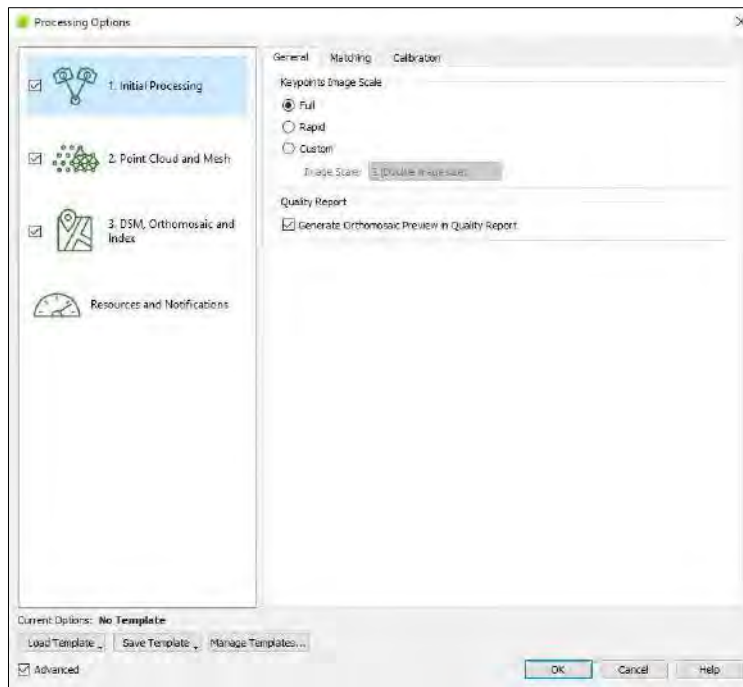 Processing Options
1. Initial Processing
2. Point Cloud and Mesh
3. DSM, Orthomosaic and
Index
Resources and Notifications
General Matching Calibration
Keypoints Image Scale
Full
Rapid
Custom
Image Scale:
Quality Report
Generate Orthomosaic Preview in Quality Report
Current Options: No Template
Load Template Save Template Manage Templates...
Advanced
OK Cancel Help